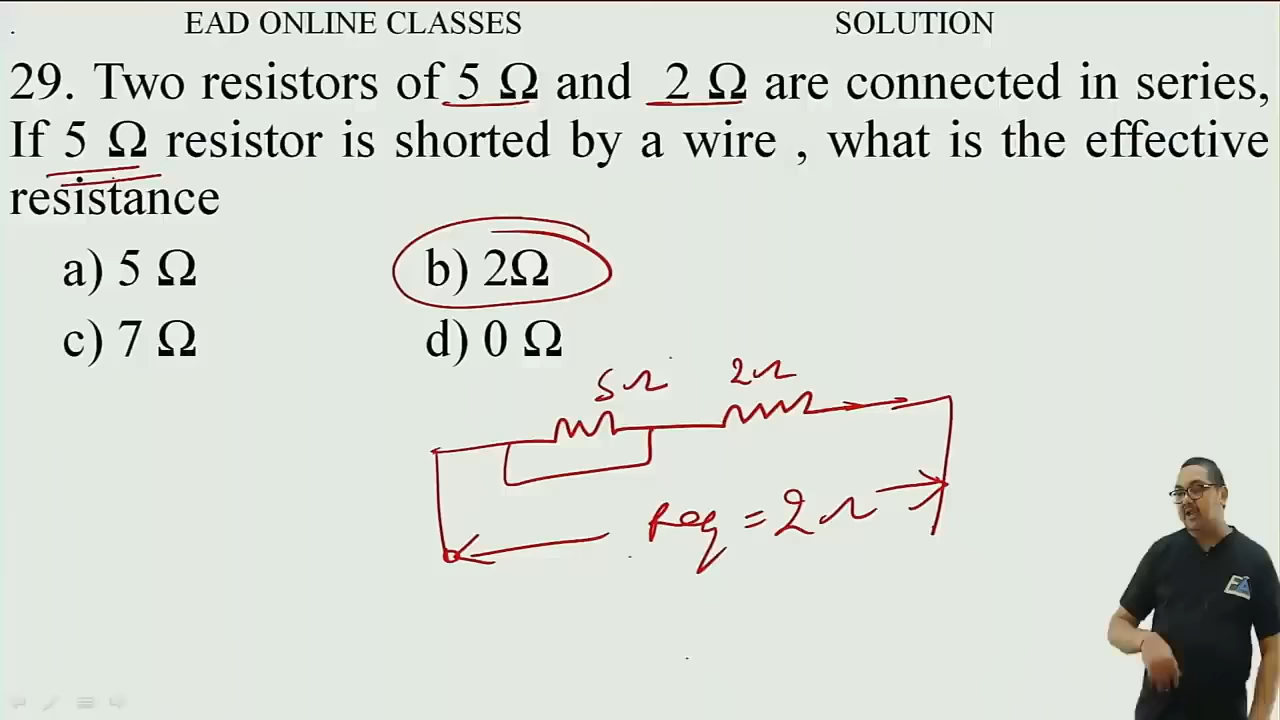 EAD ONLINE CLASSES SOLUTION
29. Two resistors of 5 Ω and 2 Ω are connected in series,
If 5 Ω resistor is shorted by a wire , what is the effective
resistance
a) 5 Ω b) 2Ω
c) 7 Ω d) 0 Ω
5Ω 2Ω
Req = 2Ω